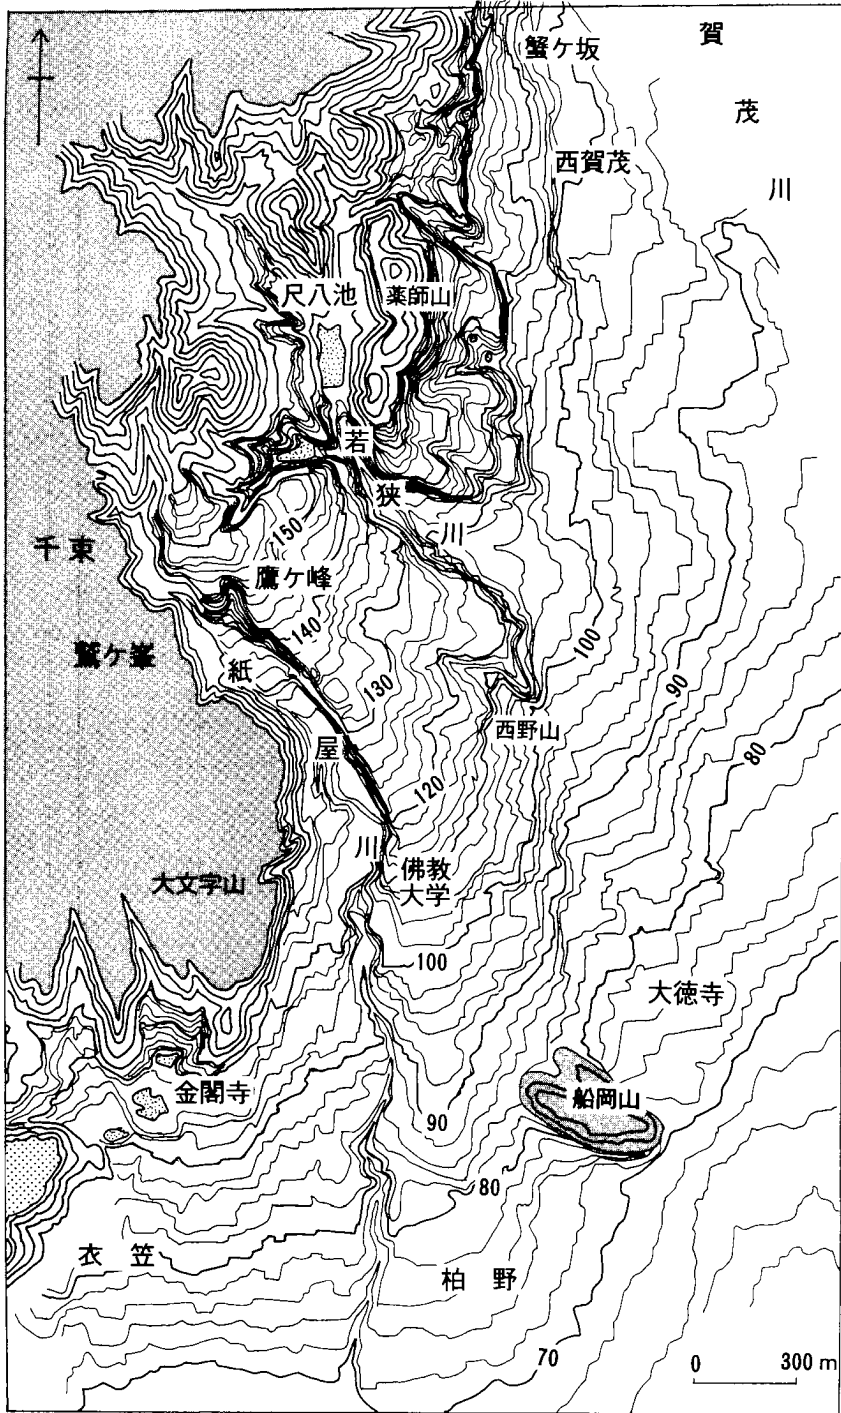 蟹ケ坂
賀
茂
川
西賀茂
尺八池
薬師山
若
狭
川
150
千束
鷹ケ峰
140
鷲ケ峯
紙
130
100
90
80
屋
西野山
120
川
佛教
大学
大文字山
100
大徳寺
金閣寺
船岡山
90
80
衣笠
柏野
70
0 300 m